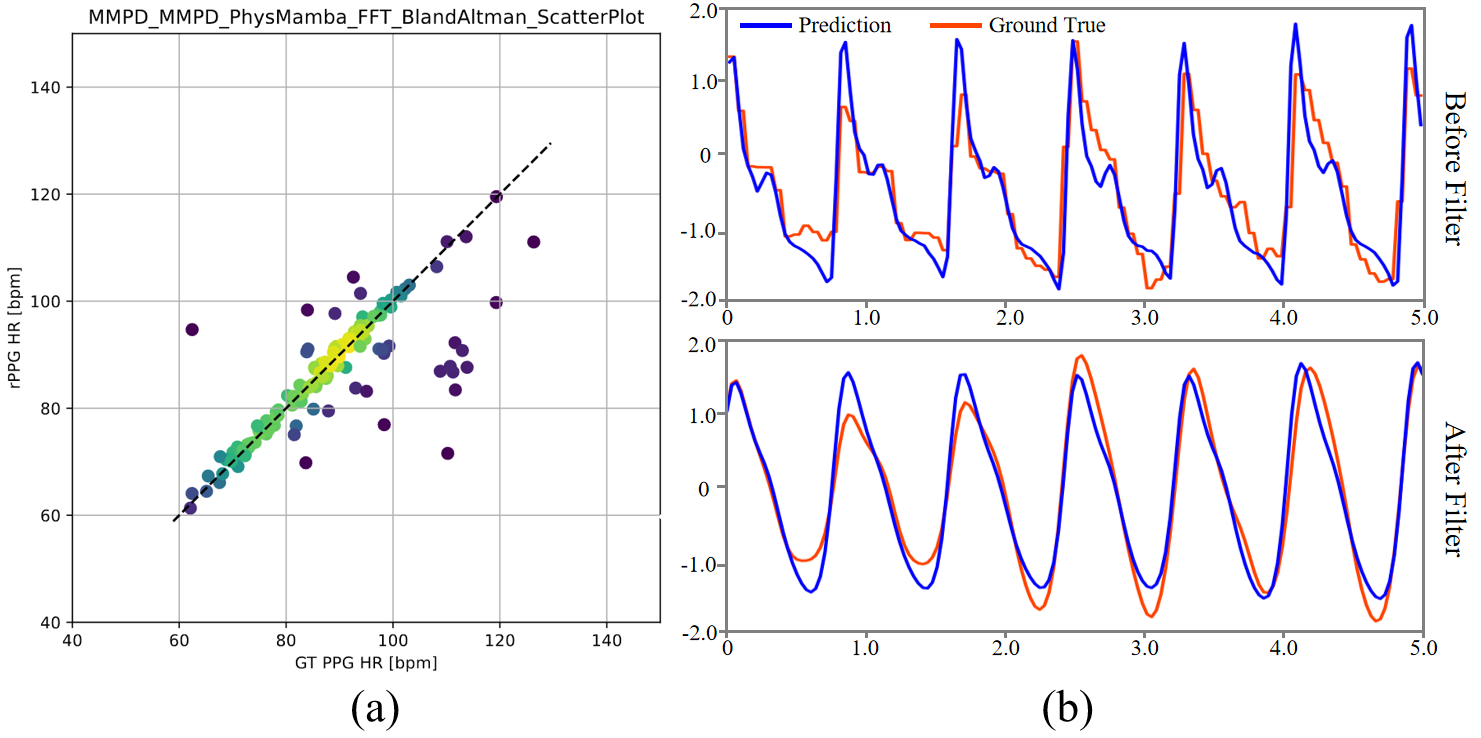 MMPD_MMPD_PhysMamba_FFT_BlandAltman_ScatterPlot
140
120
100
80
60
40
40 60 80 100 120 140
rPPG HR [bpm]
GT PPG HR [bpm]
(a)
Prediction Ground True
2.0
1.0
0
-1.0
-2.0
0 1.0 2.0 3.0 4.0 5.0
Before Filter
2.0
1.0
0
-1.0
-2.0
0 1.0 2.0 3.0 4.0 5.0
After Filter
(b)